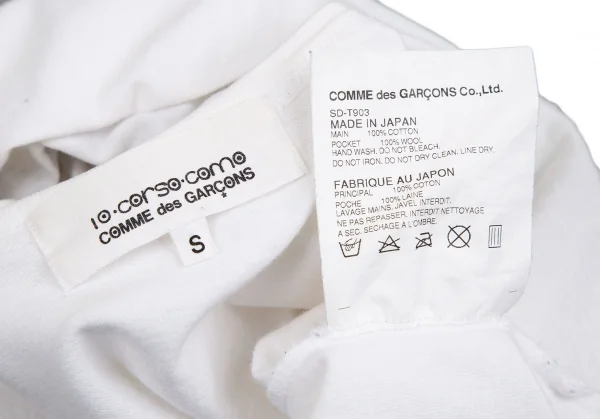 10·corso·como
COMME des GARÇONS
★
S
COMME des GARÇONS Co.,Ltd.
SD-T903
MADE IN JAPAN
MAIN 100% COTTON
POCKET 100% WOOL
HAND WASH. DO NOT BLEACH.
DO NOT IRON. DO NOT DRY CLEAN. LINE DRY.
FABRIQUE AU JAPON
PRINCIPAL 100% COTON
POCHE 100% LAINE
LAVAGE MAINS, JAVEL INTERDIT.
NE PAS REPASSER, INTERDIT NETTOYAGE
A SEC. SECHAGE A L'OMBRE.